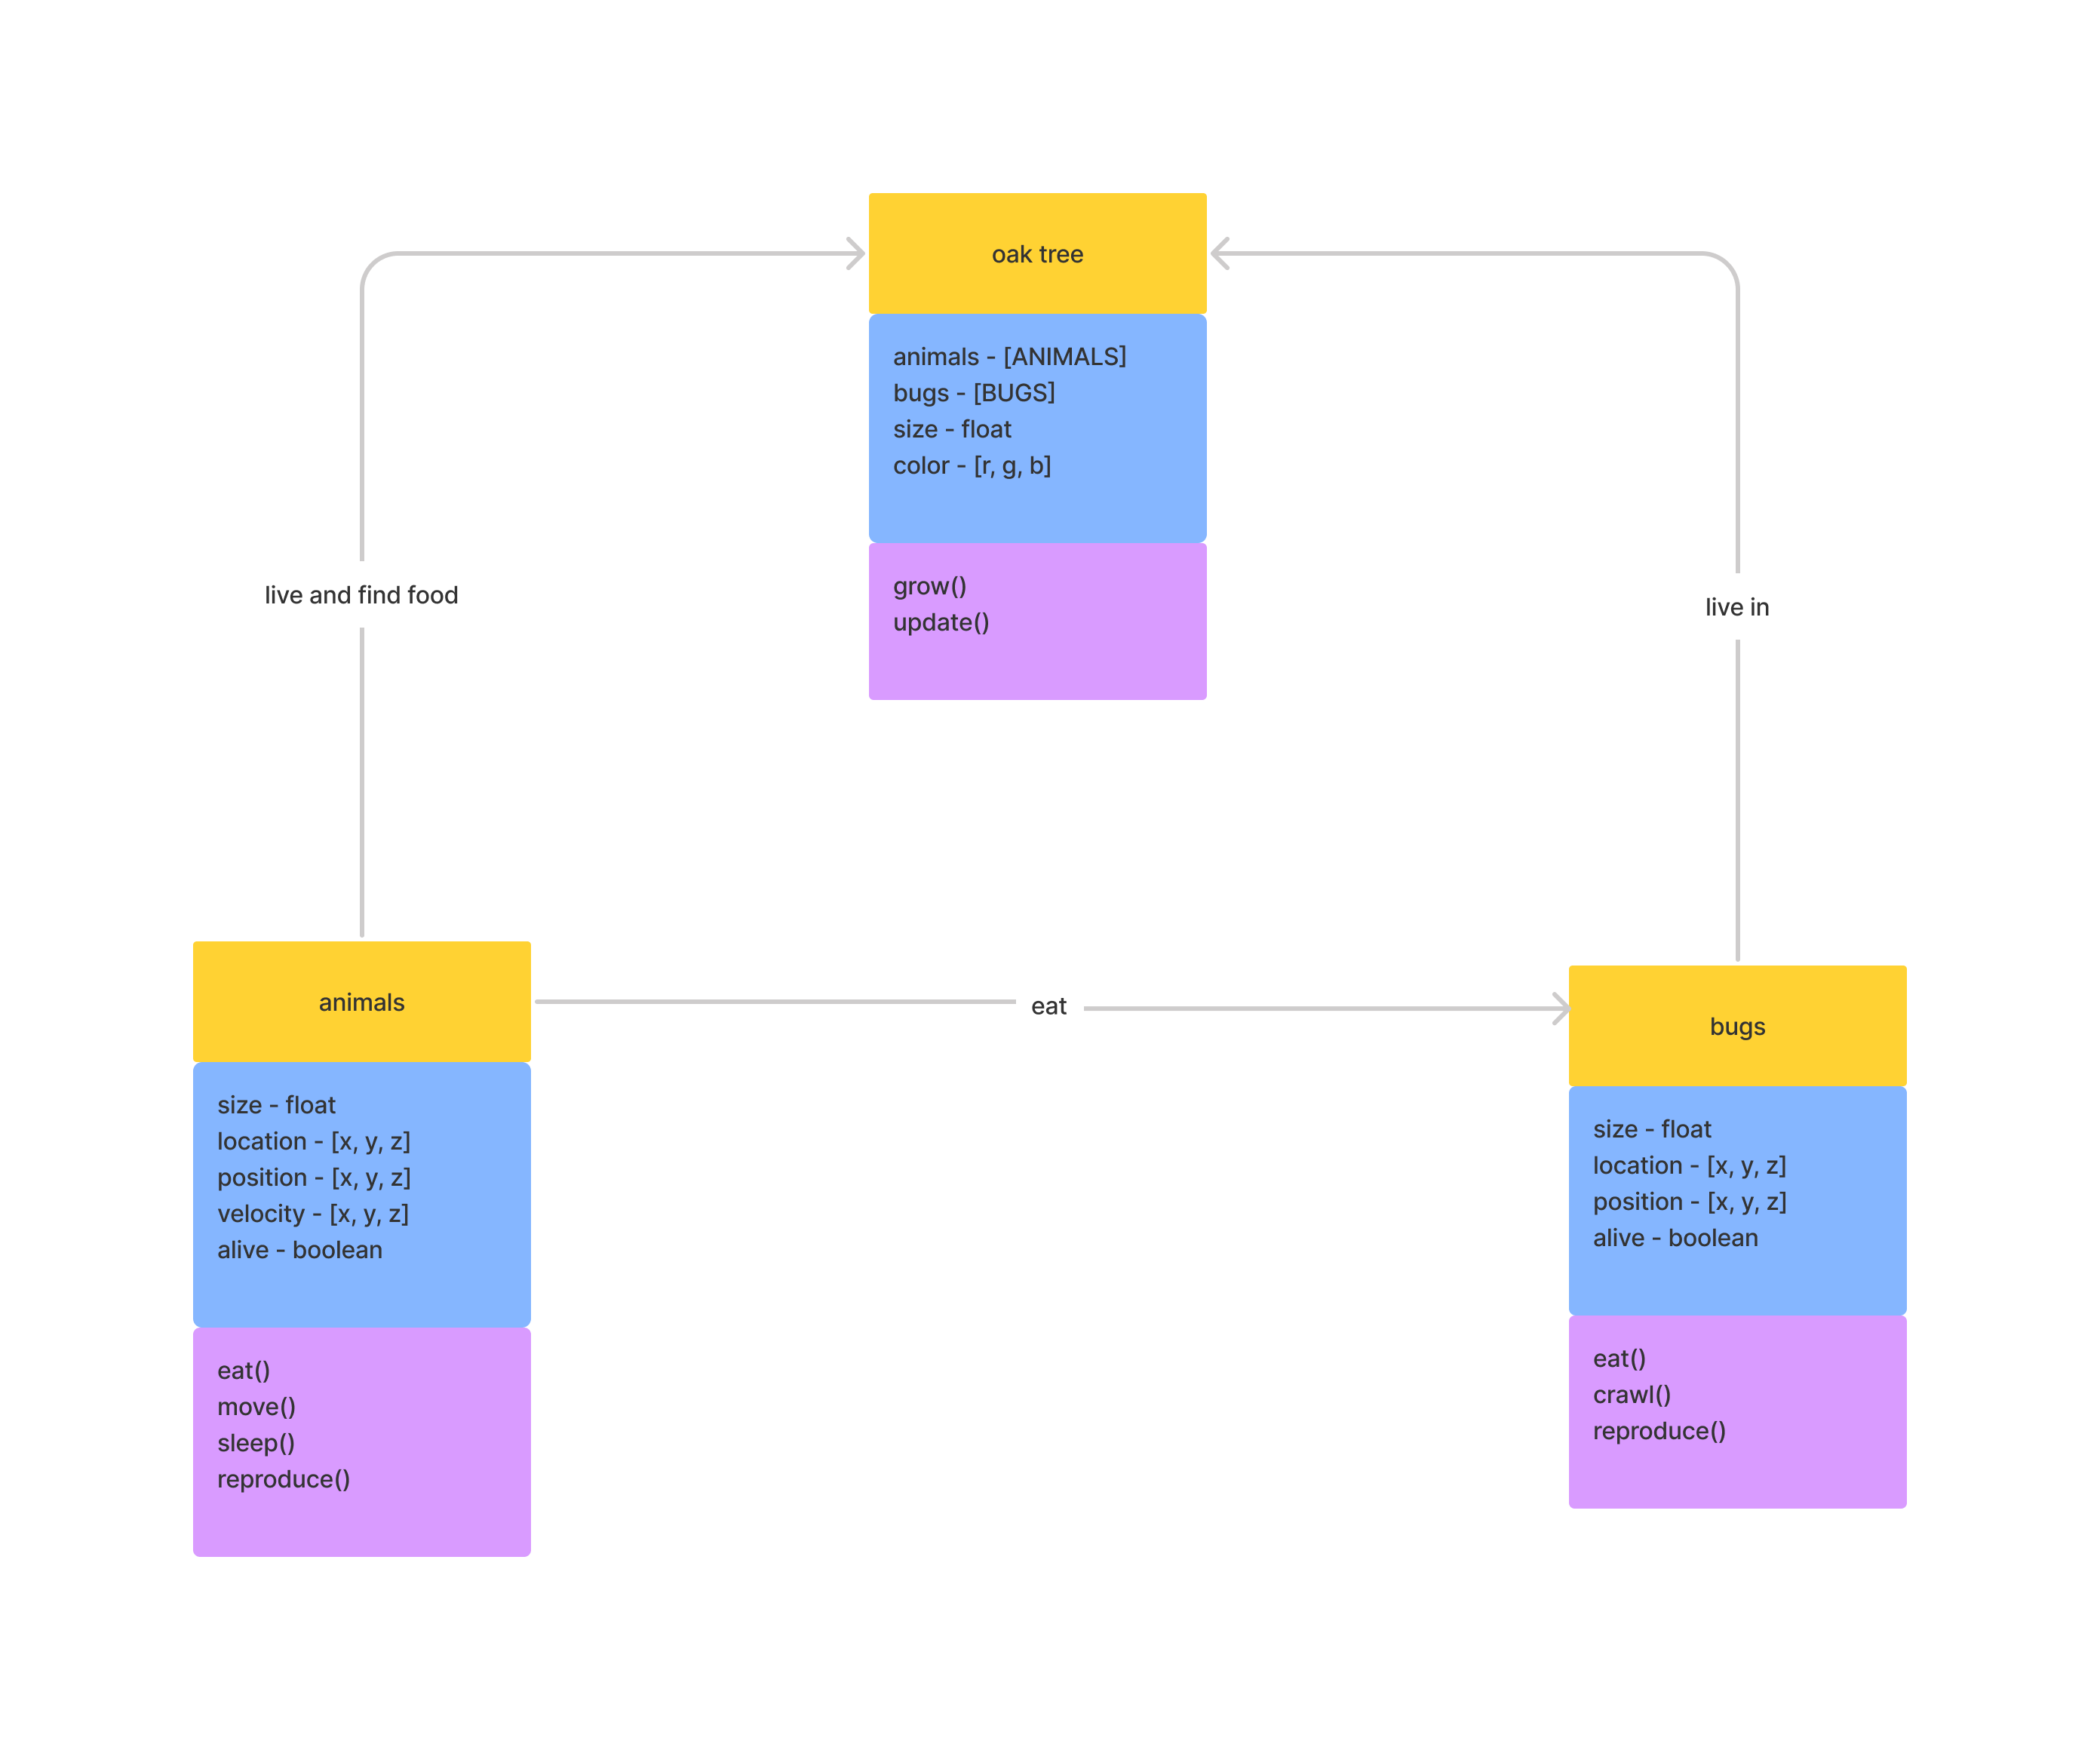 oak tree
animals - [ANIMALS]
bugs - [BUGS]
size - float
color - [r, g, b]
grow()
update()
live and find food
live in
animals
size - float
location - [x, y, z]
position - [x, y, z]
velocity - [x, y, z]
alive - boolean
eat()
move()
sleep()
reproduce()
eat
bugs
size - float
location - [x, y, z]
position - [x, y, z]
alive - boolean
eat()
crawl()
reproduce()